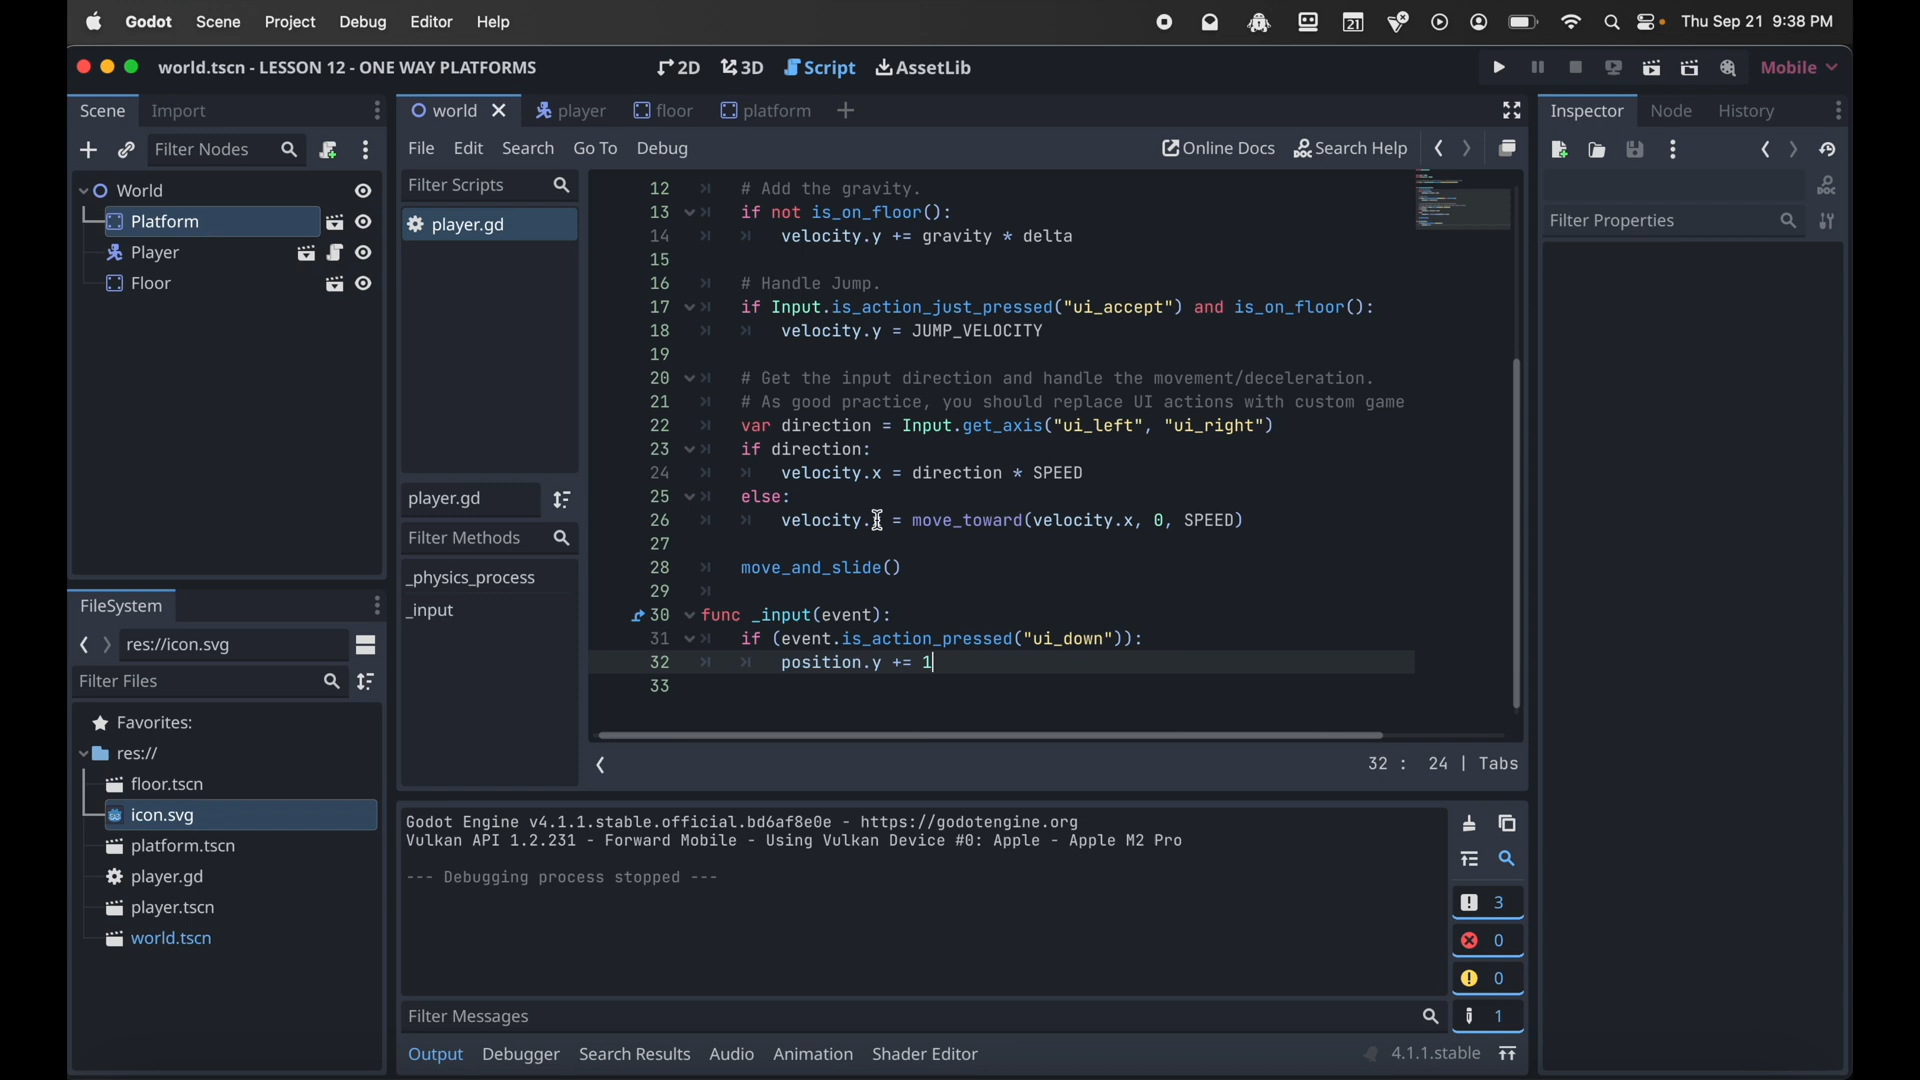 Godot Scene Project Debug Editor Help
21
Thu Sep 21 9:38 PM
world.tscn - LESSON 12 - ONE WAY PLATFORMS
2D 3D Script AssetLib
Mobile
Scene Import
world player floor platform
Inspector Node History
Filter Nodes
File Edit Search Go To Debug
Online Docs Search Help
World
Platform
Player
Floor
Filter Scripts
player.gd
Filter Properties
12 # Add the gravity.
13 if not is_on_floor():
14 velocity.y += gravity * delta
15
16 # Handle Jump.
17 if Input.is_action_just_pressed("ui_accept") and is_on_floor():
18 velocity.y = JUMP_VELOCITY
19
20 # Get the input direction and handle the movement/deceleration.
21 # As good practice, you should replace UI actions with custom game
22 var direction = Input.get_axis("ui_left", "ui_right")
23 if direction:
24 velocity.x = direction * SPEED
25 else:
26 velocity. = move_toward(velocity.x, 0, SPEED)
27
28 move_and_slide()
29
30 func _input(event):
31 if (event.is_action_pressed("ui_down")):
32 position.y += 1
33
player.gd
Filter Methods
_physics_process
_input
32 : 24 | Tabs
FileSystem
res://icon.svg
Filter Files
Favorites:
res://
floor.tscn
icon.svg
platform.tscn
player.gd
player.tscn
world.tscn
Godot Engine v4.1.1.stable.official.bd6af8e0e - https://godotengine.org
Vulkan API 1.2.231 - Forward Mobile - Using Vulkan Device #0: Apple - Apple M2 Pro
--- Debugging process stopped ---
3
0
0
1
Filter Messages
Output Debugger Search Results Audio Animation Shader Editor
4.1.1.stable